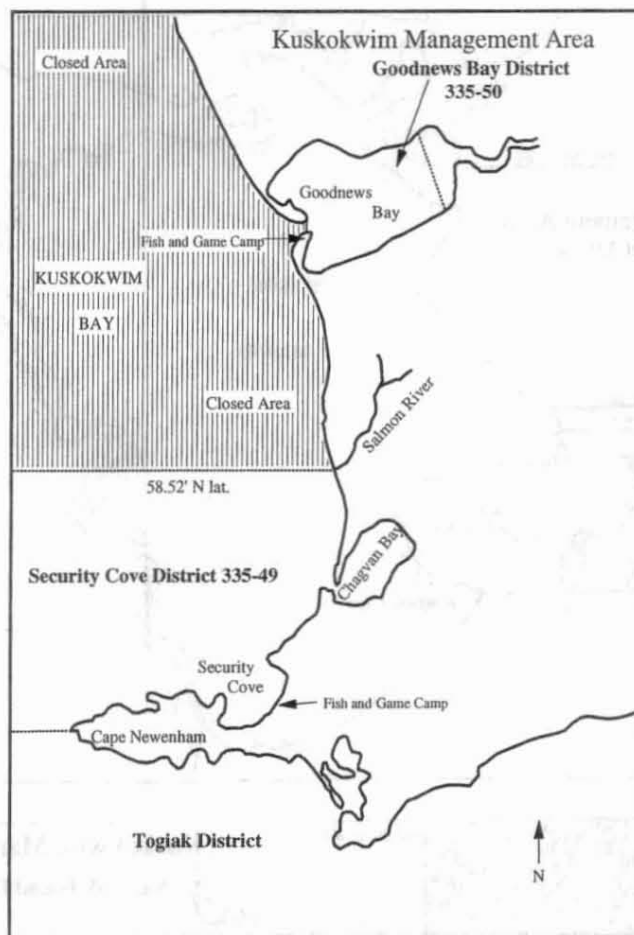 Kuskokwim Management Area
Closed Area
Goodnews Bay District
335-50
Goodnews
Bay
Fish and Game Camp
KUSKOKWIM
BAY
Closed Area
Salmon River
58.52' N lat.
Chagvan Bay
Security Cove District 335-49
Security
Cove
Fish and Game Camp
Cape Newenham
Togiak District
N